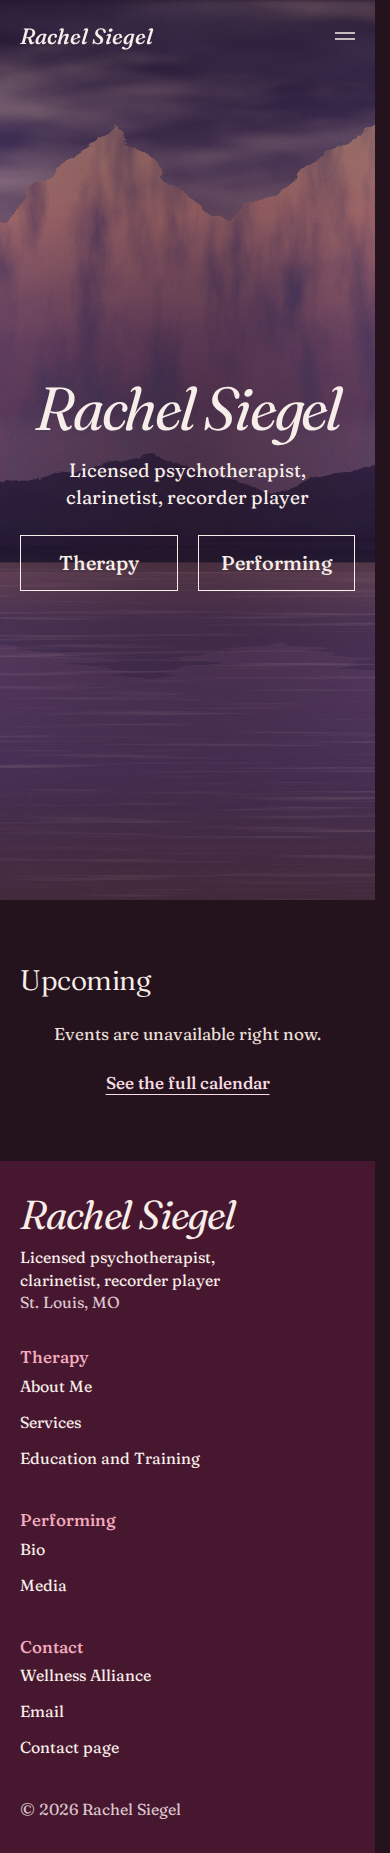 Rachel Siegel
Rachel Siegel
Licensed psychotherapist,
clarinetist, recorder player
Therapy
Performing
Upcoming
Events are unavailable right now.
See the full calendar
Rachel Siegel
Licensed psychotherapist,
clarinetist, recorder player
St. Louis, MO
Therapy
About Me
Services
Education and Training
Performing
Bio
Media
Contact
Wellness Alliance
Email
Contact page
© 2026 Rachel Siegel